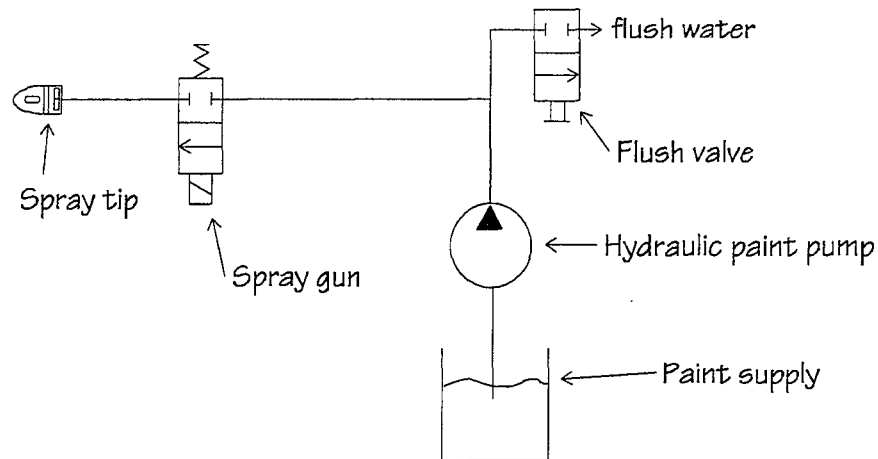 flush water
Flush valve
Spray tip
Spray gun
Hydraulic paint pump
Paint supply